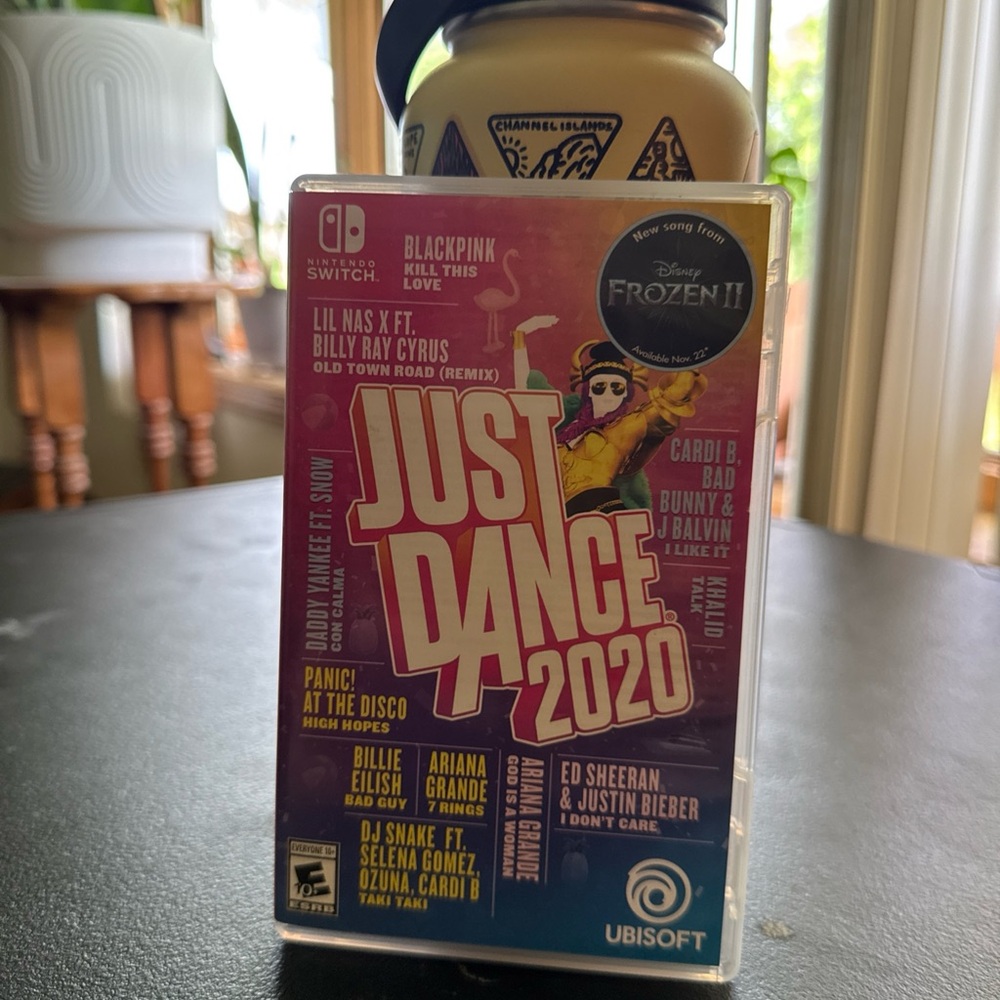 CHANNEL ISLANDS
NINTENDO
SWITCH™
BLACKPINK
KILL THIS
LOVE
New song from
Disney
FROZEN II
Available Nov. 22*
LIL NAS X FT.
BILLY RAY CYRUS
OLD TOWN ROAD (REMIX)
JUST
DANCE®
2020
CARDI B,
BAD
BUNNY &
J BALVIN
I LIKE IT
DADDY YANKEE FT. SNOW
CON CALMA
KHALID
TALK
PANIC!
AT THE DISCO
HIGH HOPES
BILLIE
EILISH
BAD GUY
ARIANA
GRANDE
7 RINGS
ARIANA GRANDE
GOD IS A WOMAN
ED SHEERAN
& JUSTIN BIEBER
I DON'T CARE
DJ SNAKE FT.
SELENA GOMEZ,
OZUNA, CARDI B
TAKI TAKI
EVERYONE 10+
E
10+
ESRB
UBISOFT